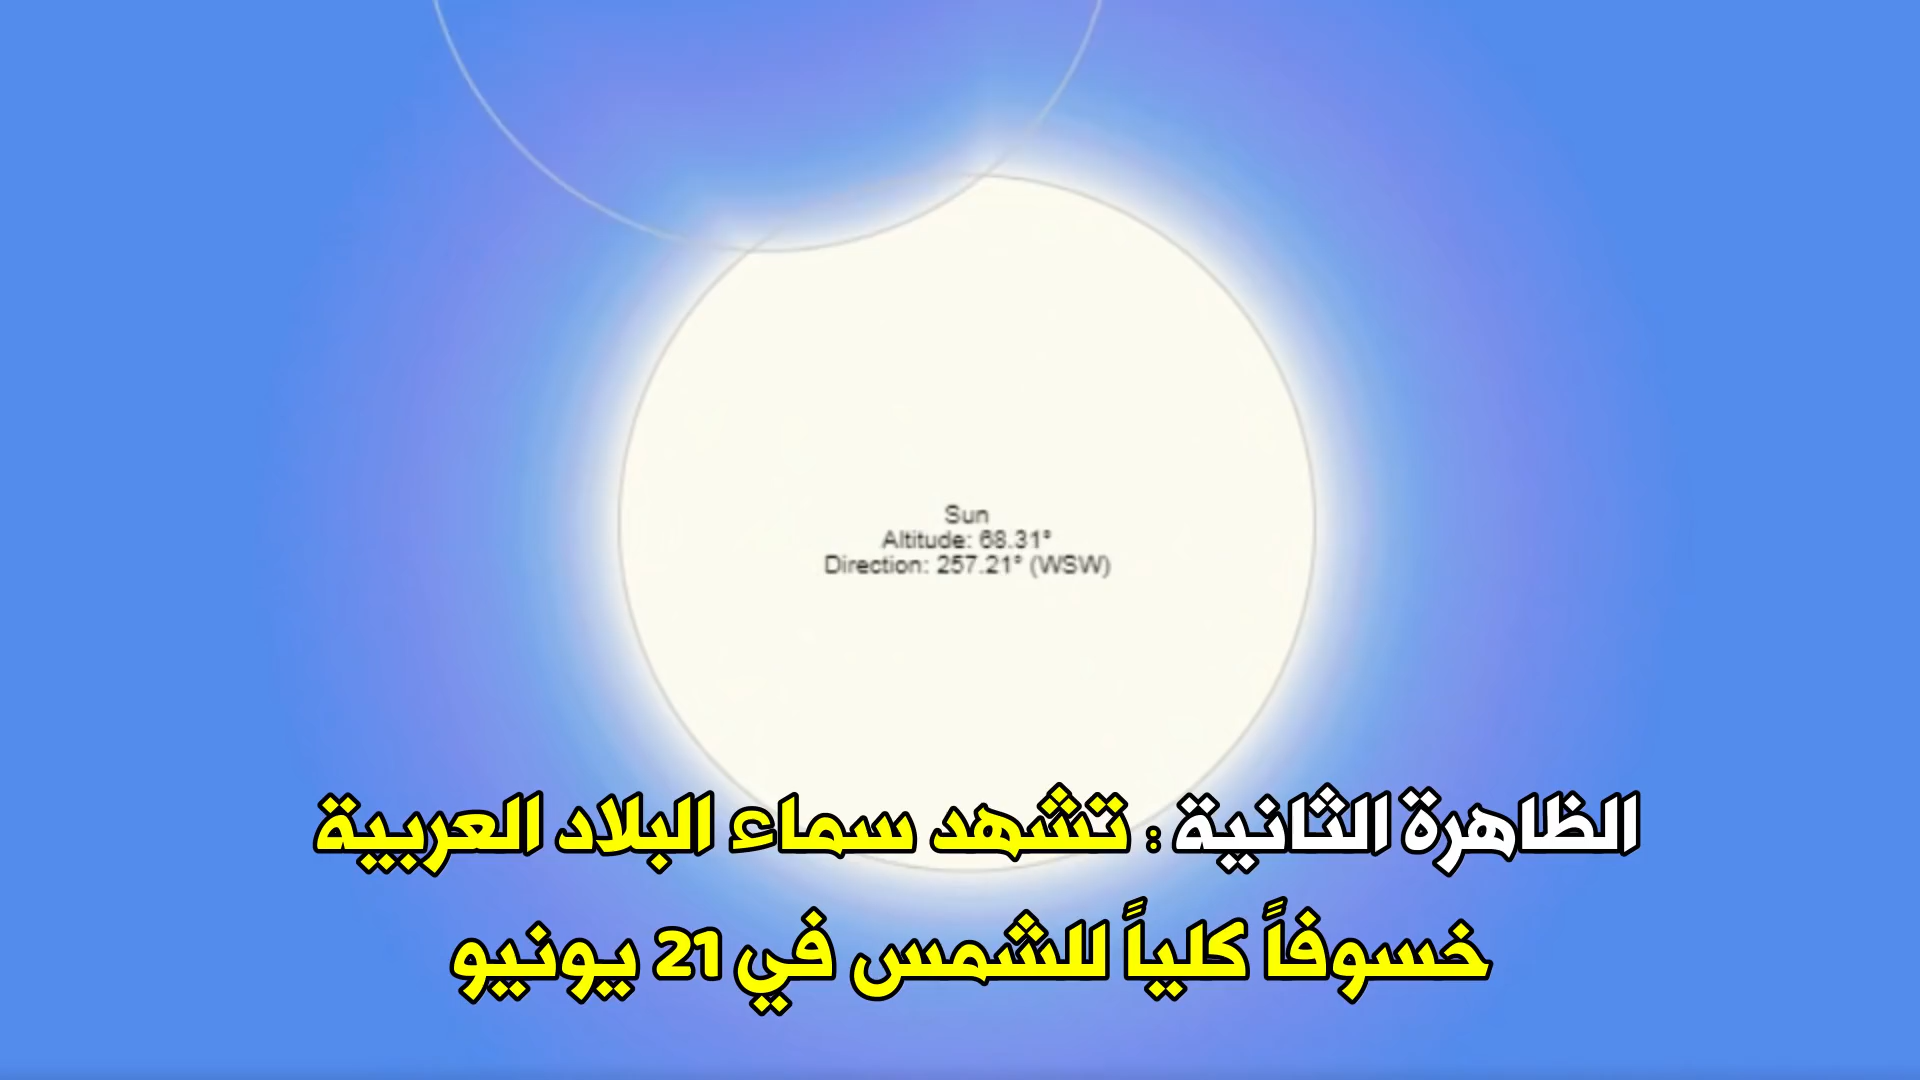 Sun
Altitude: 68.31°
Direction: 257.21° (WSW)
الظاهرة الثانية : تشهد سماء البلاد العربية
خسوفاً كلياً للشمس في 21 يونيو